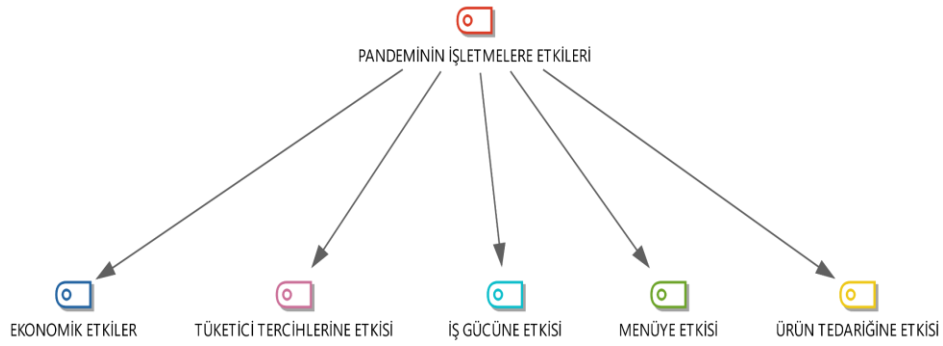 PANDEMİNİN İŞLETMELERE ETKİLERİ
EKONOMİK ETKİLER
TÜKETİCİ TERCİHLERİNE ETKİSİ
İŞ GÜCÜNE ETKİSİ
MENÜYE ETKİSİ
ÜRÜN TEDARİĞİNE ETKİSİ